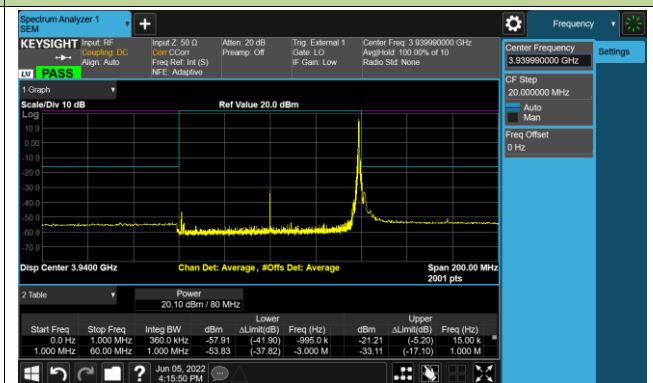 Spectrum Analyzer 1
SEM
Frequency
KEYSIGHT Input: RF Input Z: 50 Ω Atten: 20 dB Trig: External 1 Center Freq: 3.939990000 GHz
Coupling: DC Corr CCorr Preamp: Off Gate: LO Avg|Hold: 100.00% of 10
Align: Auto Freq Ref: Int (S) IF Gain: Low Radio Std: None
NFE: Adaptive
LXI PASS
Center Frequency
3.939990000 GHz
Settings
CF Step
20.000000 MHz
Auto
Man
Freq Offset
0 Hz
1 Graph
Scale/Div 10 dB Ref Value 20.0 dBm
Log
10.0
0.00
-10.0
-20.0
-30.0
-40.0
-50.0
-60.0
-70.0
Disp Center 3.9400 GHz Chan Det: Average, #Offs Det: Average Span 200.00 MHz
2001 pts
2 Table Power
20.10 dBm / 80 MHz
Lower Upper
Start Freq Stop Freq Integ BW dBm ΔLimit(dB) Freq (Hz) dBm ΔLimit(dB) Freq (Hz)
0.0 Hz 1.000 MHz 360.0 kHz -57.91 (-41.90) -995.0 k -21.21 (-5.20) 15.00 k
1.000 MHz 60.00 MHz 1.000 MHz -53.83 (-37.82) -3.000 M -33.11 (-17.10) 1.000 M
Jun 05, 2022
4:15:50 PM